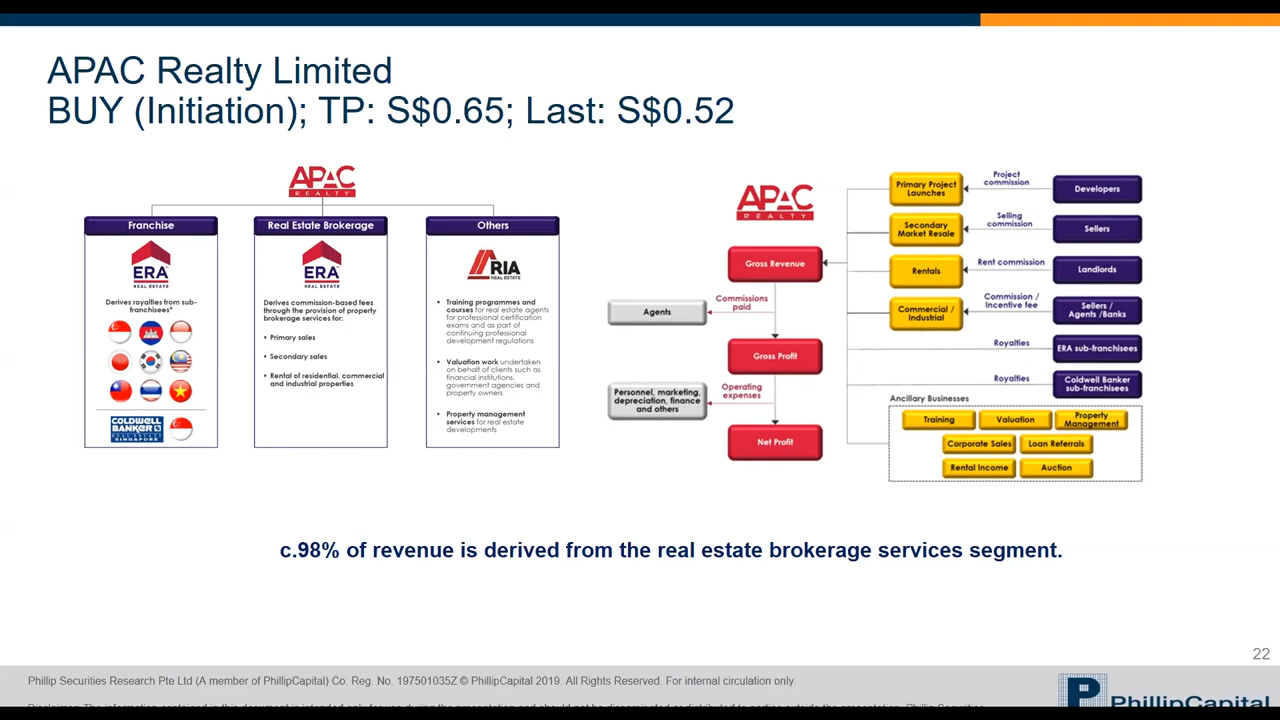 APAC Realty Limited
BUY (Initiation); TP: S$0.65; Last: S$0.52
APAC
REALTY
Franchise
ERA
REAL ESTATE
Derives royalties from sub-
franchisees*
COLDWELL
BANKER
SINGAPORE
Real Estate Brokerage
ERA
REAL ESTATE
Derives commission-based fees
through the provision of property
brokerage services for:
• Primary sales
• Secondary sales
• Rental of residential, commercial
and industrial properties
Others
RIA
REAL ESTATE
• Training programmes and
courses for real estate agents
for professional certification
exams and as part of
continuing professional
development regulations
• Valuation work undertaken
on behalf of clients such as
financial institutions,
government agencies and
property owners
• Property management
services for real estate
developments
APAC
REALTY
Gross Revenue
Commissions
paid
Agents
Gross Profit
Operating
expenses
Personnel, marketing,
depreciation, finance
and others
Net Profit
Primary Project
Launches
Project
commission
Developers
Secondary
Market Resale
Selling
commission
Sellers
Rentals
Rent commission
Landlords
Commercial /
Industrial
Commission /
Incentive fee
Sellers /
Agents /Banks
Royalties
ERA sub-franchisees
Royalties
Coldwell Banker
sub-franchisees
Ancillary Businesses
Training
Valuation
Property
Management
Corporate Sales
Loan Referrals
Rental Income
Auction
c.98% of revenue is derived from the real estate brokerage services segment.
22
Phillip Securities Research Pte Ltd (A member of PhillipCapital) Co. Reg. No. 197501035Z © PhillipCapital 2019. All Rights Reserved. For internal circulation only.
PhillipCapital